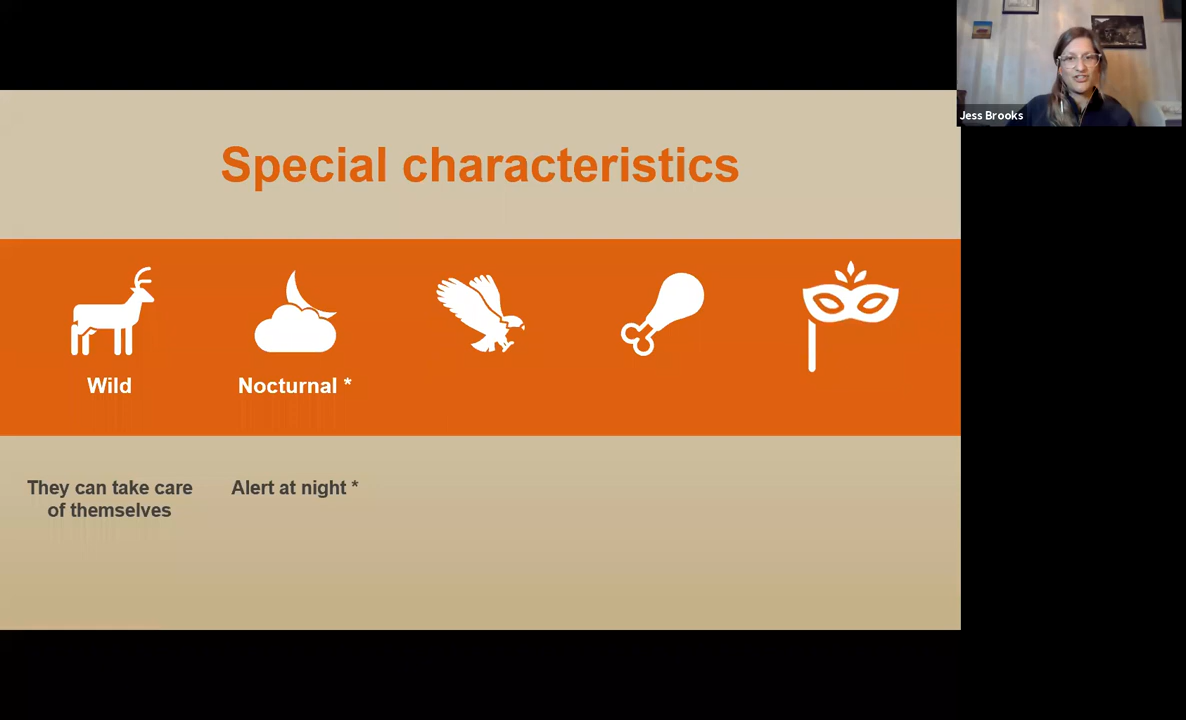 Jess Brooks
Special characteristics
Wild
Nocturnal *
They can take care
of themselves
Alert at night *